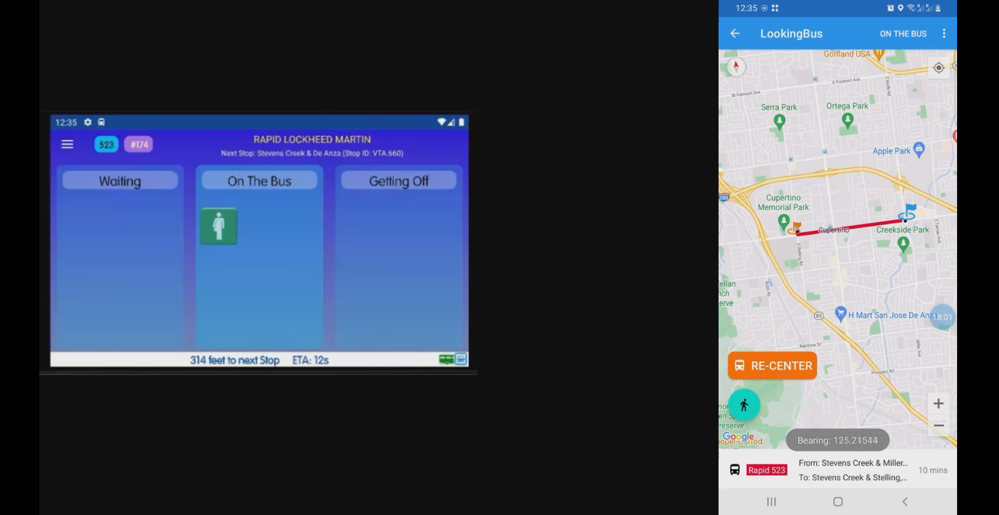 12:35
523
#174
RAPID LOCKHEED MARTIN
Next Stop: Stevens Creek & De Anza (Stop ID: VTA.660)
Waiting
On The Bus
Getting Off
314 feet to next Stop ETA: 12s
12:35
LookingBus
ON THE BUS
Golfland USA
E Fremont Ave
S Wolfe Rd
W Fremont Ave
Serra Park
Ortega Park
Apple Park
280
Cupertino
Memorial Park
Cupertino
Creekside Park
S Tantau Ave
S Stelling Rd
Bubb Rd
ellan
nch
erve
85
H Mart San Jose De Anza
18:01
Rainbow Dr
Miller Ave
RE-CENTER
Prospect Rd
en S
reserve
Google
Cox Ave
Bearing: 125.21544
Rapid 523
From: Stevens Creek & Miller...
To: Stevens Creek & Stelling,...
10 mins